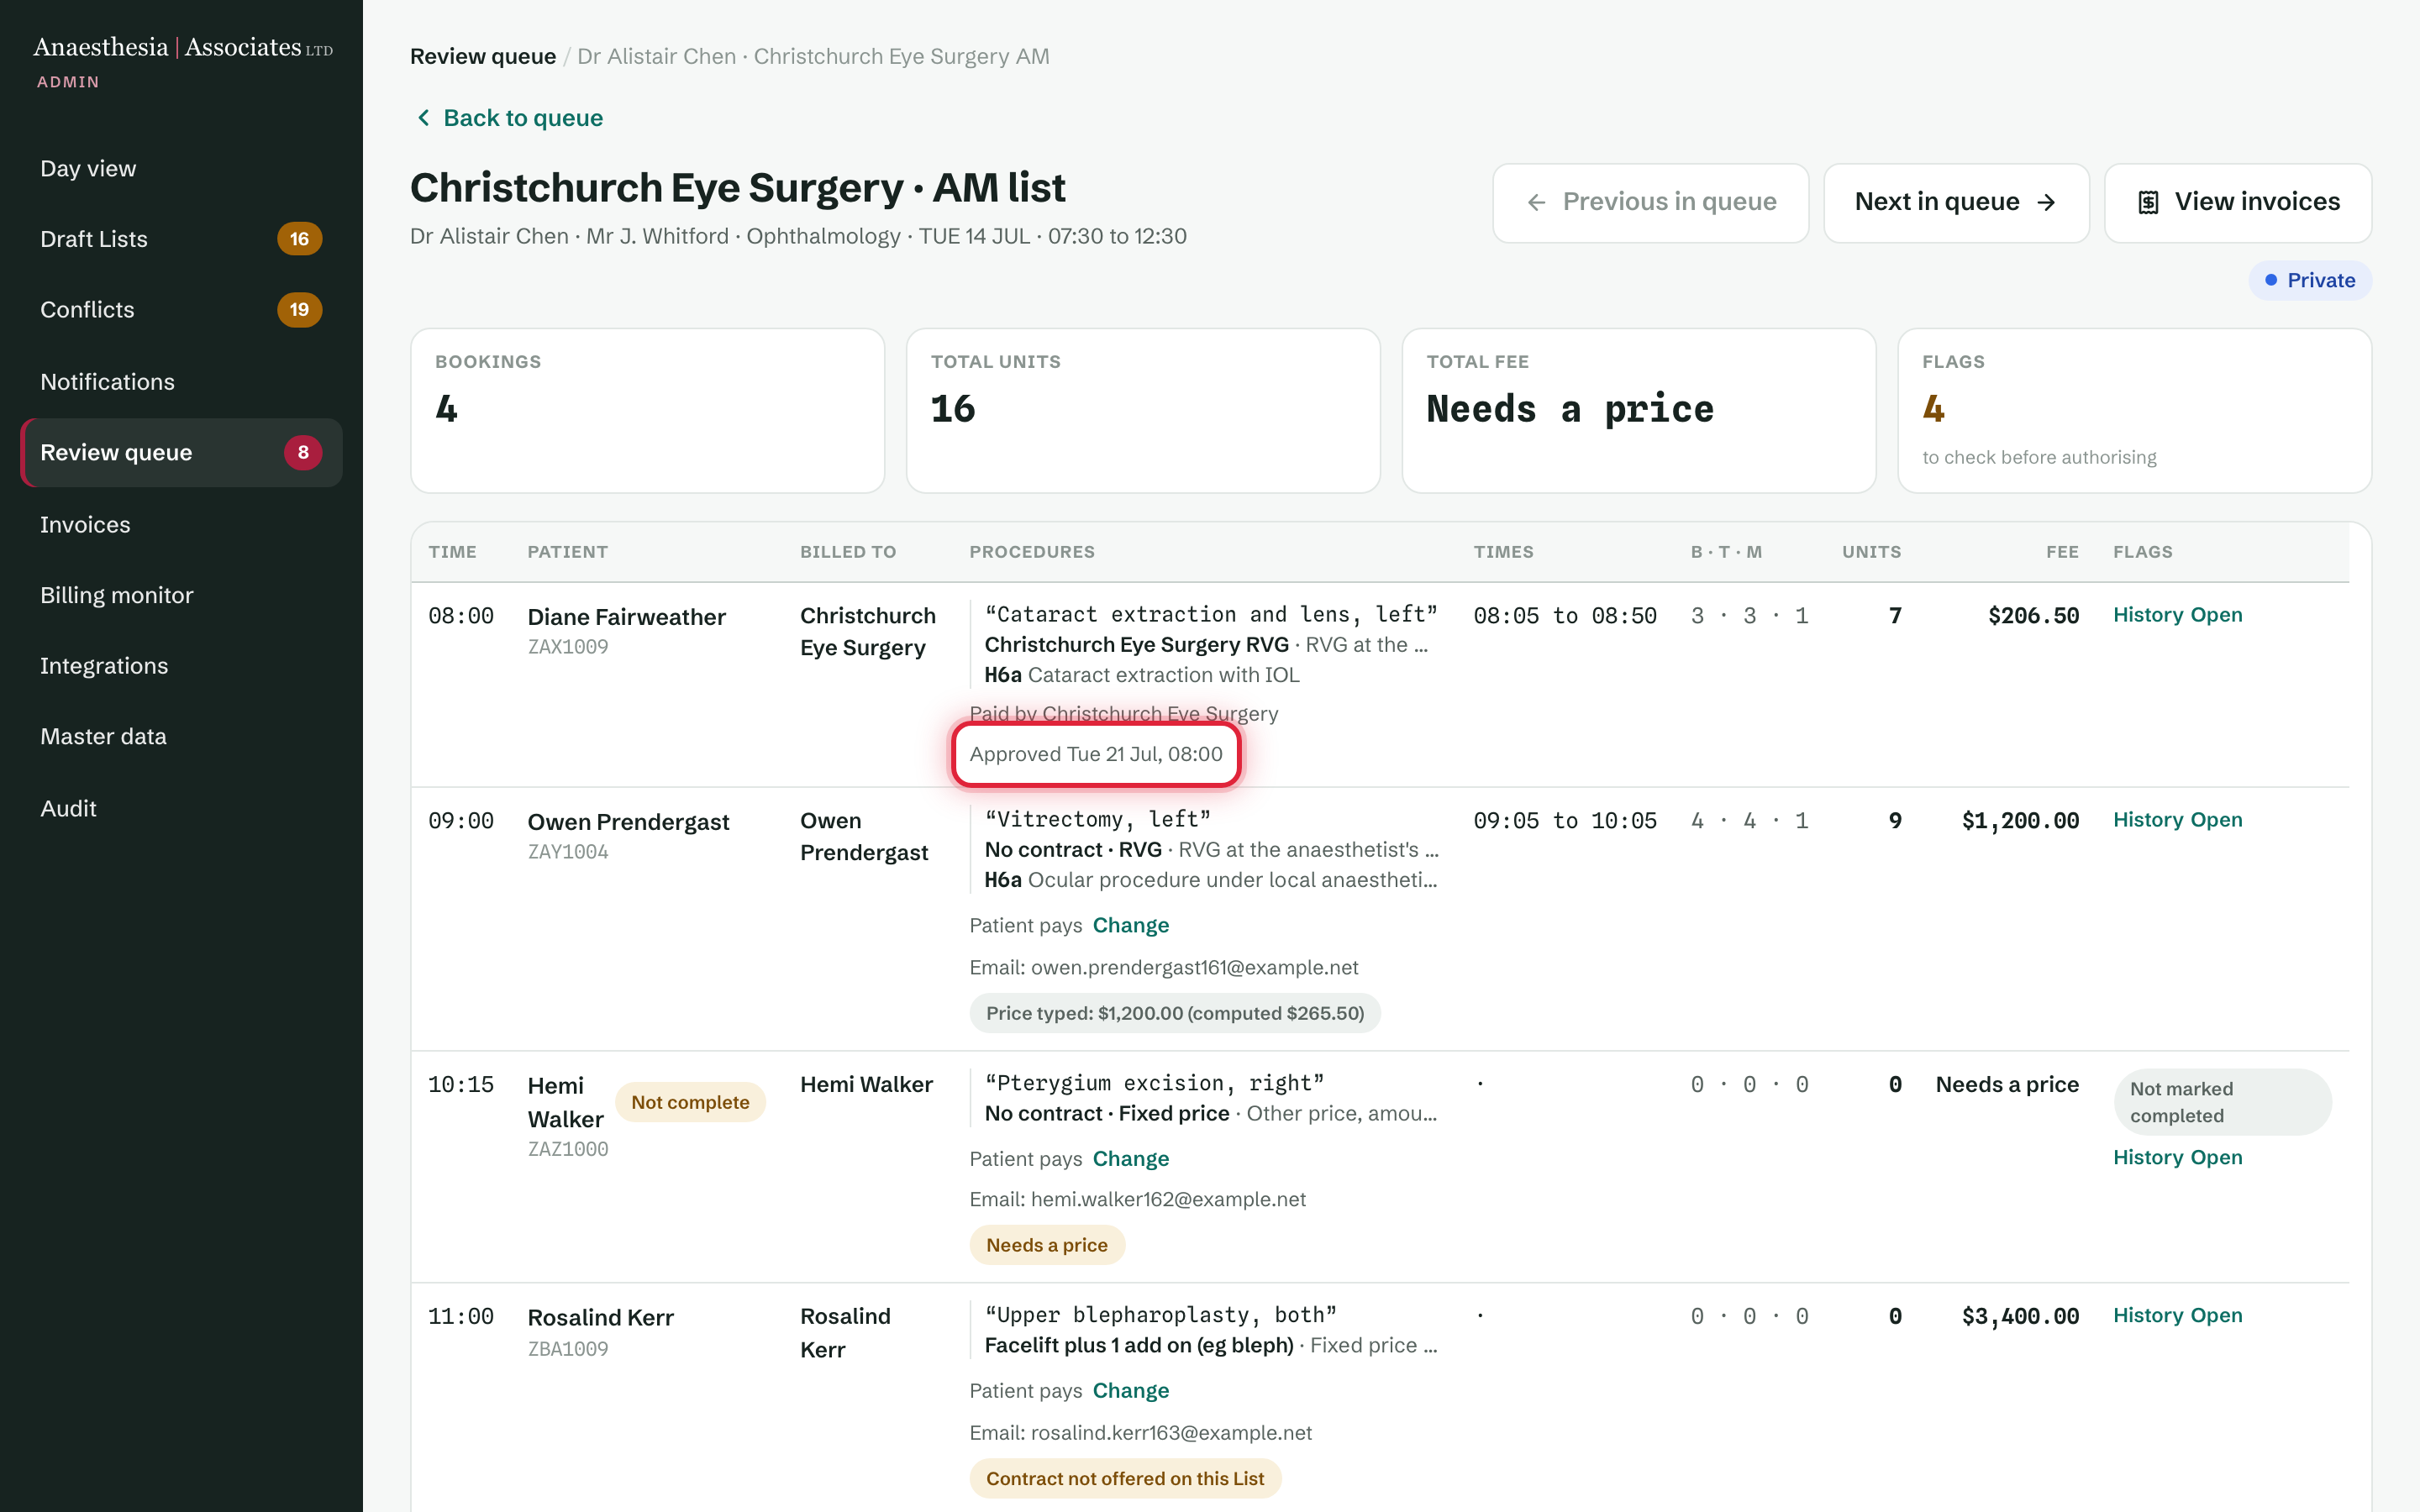 Anaesthesia | Associates LTD
ADMIN
Day view
Draft Lists 16
Conflicts 19
Notifications
Review queue 8
Invoices
Billing monitor
Integrations
Master data
Audit
Review queue / Dr Alistair Chen · Christchurch Eye Surgery AM
Back to queue
Christchurch Eye Surgery · AM list
Dr Alistair Chen · Mr J. Whitford · Ophthalmology · TUE 14 JUL · 07:30 to 12:30
← Previous in queue
Next in queue →
View invoices
Private
BOOKINGS
4
TOTAL UNITS
16
TOTAL FEE
Needs a price
FLAGS
4
to check before authorising
TIME PATIENT BILLED TO PROCEDURES TIMES B · T · M UNITS FEE FLAGS
08:00
Diane Fairweather
ZAX1009
Christchurch
Eye Surgery
“Cataract extraction and lens, left”
Christchurch Eye Surgery RVG · RVG at the ...
H6a Cataract extraction with IOL
Paid by Christchurch Eye Surgery
Approved Tue 21 Jul, 08:00
08:05 to 08:50
3 · 3 · 1
7
$206.50
History Open
09:00
Owen Prendergast
ZAY1004
Owen
Prendergast
“Vitrectomy, left”
No contract · RVG · RVG at the anaesthetist's ...
H6a Ocular procedure under local anaestheti...
Patient pays Change
Email: owen.prendergast161@example.net
Price typed: $1,200.00 (computed $265.50)
09:05 to 10:05
4 · 4 · 1
9
$1,200.00
History Open
10:15
Hemi
Walker
Not complete
ZAZ1000
Hemi Walker
“Pterygium excision, right”
No contract · Fixed price · Other price, amou...
Patient pays Change
Email: hemi.walker162@example.net
Needs a price
·
0 · 0 · 0
0
Needs a price
Not marked
completed
History Open
11:00
Rosalind Kerr
ZBA1009
Rosalind
Kerr
“Upper blepharoplasty, both”
Facelift plus 1 add on (eg bleph) · Fixed price ...
Patient pays Change
Email: rosalind.kerr163@example.net
Contract not offered on this List
·
0 · 0 · 0
0
$3,400.00
History Open